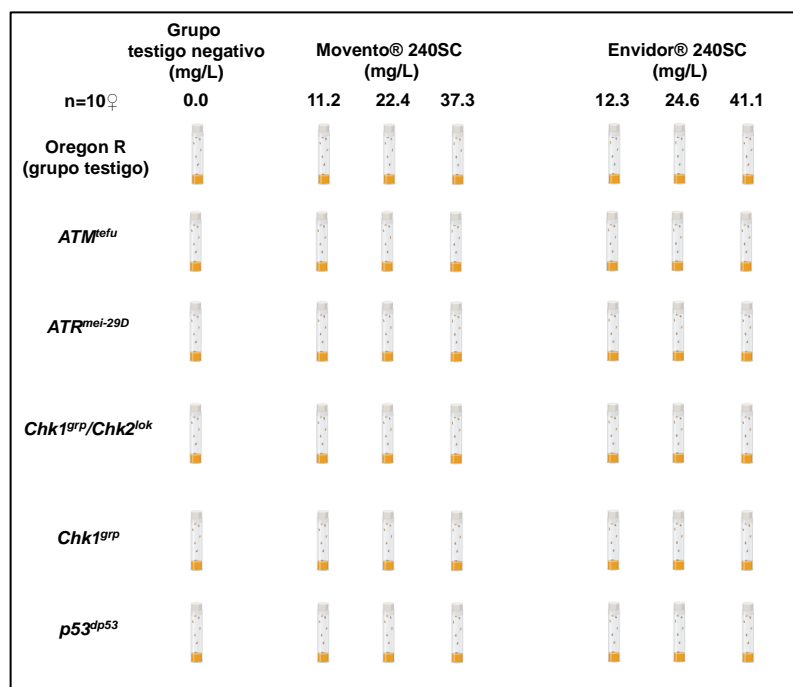 Grupo
testigo negativo
(mg/L)
Movento® 240SC
(mg/L)
Envidor® 240SC
(mg/L)
n=10♀ 0.0 11.2 22.4 37.3 12.3 24.6 41.1
Oregon R
(grupo testigo)
ATMtefu
ATRmei-29D
Chk1grp/Chk2lok
Chk1grp
p53dp53